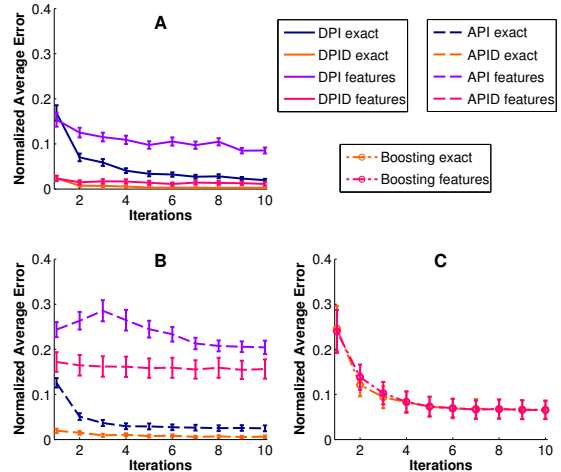 A
0.4
0.3
0.2
0.1
0
Normalized Average Error
2 4 6 8 10
Iterations
DPI exact
DPID exact
DPI features
DPID features
API exact
APID exact
API features
APID features
Boosting exact
Boosting features
B
0.4
0.3
0.2
0.1
0
Normalized Average Error
2 4 6 8 10
Iterations
C
0.4
0.3
0.2
0.1
0
Normalized Average Error
2 4 6 8 10
Iterations